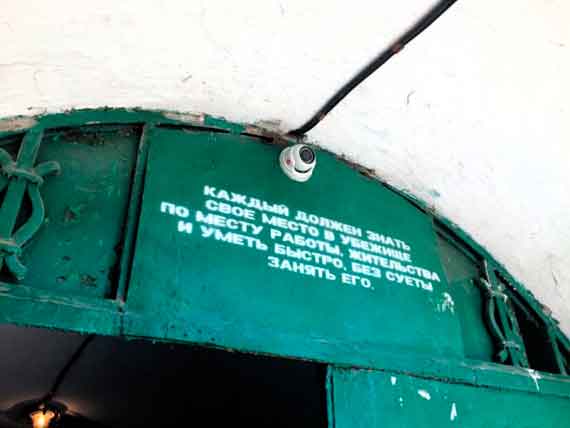 КАЖДЫЙ ДОЛЖЕН ЗНАТЬ
СВОЕ МЕСТО В УБЕЖИЩЕ
ПО МЕСТУ РАБОТЫ, ЖИТЕЛЬСТВА
И УМЕТЬ БЫСТРО, БЕЗ СУЕТЫ
ЗАНЯТЬ ЕГО.